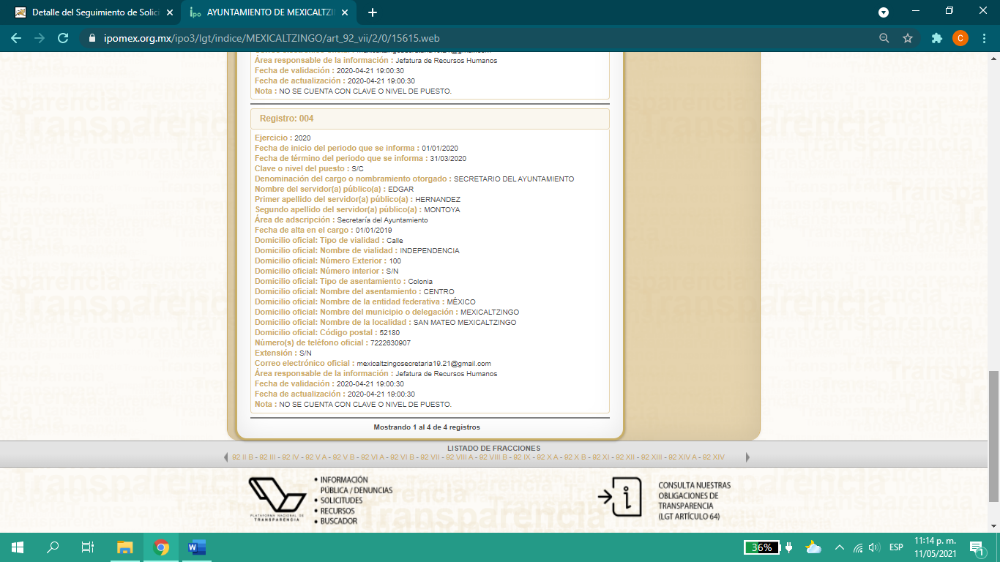 Detalle del Seguimiento de Solici
ipo AYUNTAMIENTO DE MEXICALTZI
ipomex.org.mx/ipo3/lgt/indice/MEXICALTZINGO/art_92_vii/2/0/15615.web
C
Área responsable de la información : Jefatura de Recursos Humanos
Fecha de validación : 2020-04-21 19:00:30
Fecha de actualización : 2020-04-21 19:00:30
Nota : NO SE CUENTA CON CLAVE O NIVEL DE PUESTO.
Registro: 004
Ejercicio : 2020
Fecha de inicio del periodo que se informa : 01/01/2020
Fecha de término del periodo que se informa : 31/03/2020
Clave o nivel del puesto : S/C
Denominación del cargo o nombramiento otorgado : SECRETARIO DEL AYUNTAMIENTO
Nombre del servidor(a) público(a) : EDGAR
Primer apellido del servidor(a) público(a) : HERNANDEZ
Segundo apellido del servidor(a) público(a) : MONTOYA
Área de adscripción : Secretaría del Ayuntamiento
Fecha de alta en el cargo : 01/01/2019
Domicilio oficial: Tipo de vialidad : Calle
Domicilio oficial: Nombre de vialidad : INDEPENDENCIA
Domicilio oficial: Número Exterior : 100
Domicilio oficial: Número interior : S/N
Domicilio oficial: Tipo de asentamiento : Colonia
Domicilio oficial: Nombre del asentamiento : CENTRO
Domicilio oficial: Nombre de la entidad federativa : MÉXICO
Domicilio oficial: Nombre del municipio o delegación : MEXICALTZINGO
Domicilio oficial: Nombre de la localidad : SAN MATEO MEXICALTZINGO
Domicilio oficial: Código postal : 52180
Número(s) de teléfono oficial : 7222630907
Extensión : S/N
Correo electrónico oficial : mexicaltzingosecretaria19.21@gmail.com
Área responsable de la información : Jefatura de Recursos Humanos
Fecha de validación : 2020-04-21 19:00:30
Fecha de actualización : 2020-04-21 19:00:30
Nota : NO SE CUENTA CON CLAVE O NIVEL DE PUESTO.
Mostrando 1 al 4 de 4 registros
LISTADO DE FRACCIONES
92 II B - 92 III - 92 IV - 92 V A - 92 V B - 92 VI A - 92 VI B - 92 VII - 92 VIII A - 92 VIII B - 92 IX - 92 X A - 92 X B - 92 XI - 92 XII - 92 XIII - 92 XIV A - 92 XIV
PLATAFORMA NACIONAL DE
TRANSPARENCIA
• INFORMACIÓN
PÚBLICA / DENUNCIAS
• SOLICITUDES
• RECURSOS
• BUSCADOR
CONSULTA NUESTRAS
OBLIGACIONES DE
TRANSPARENCIA
(LGT ARTÍCULO 64)
36%
ESP
11:14 p. m.
11/05/2021
1